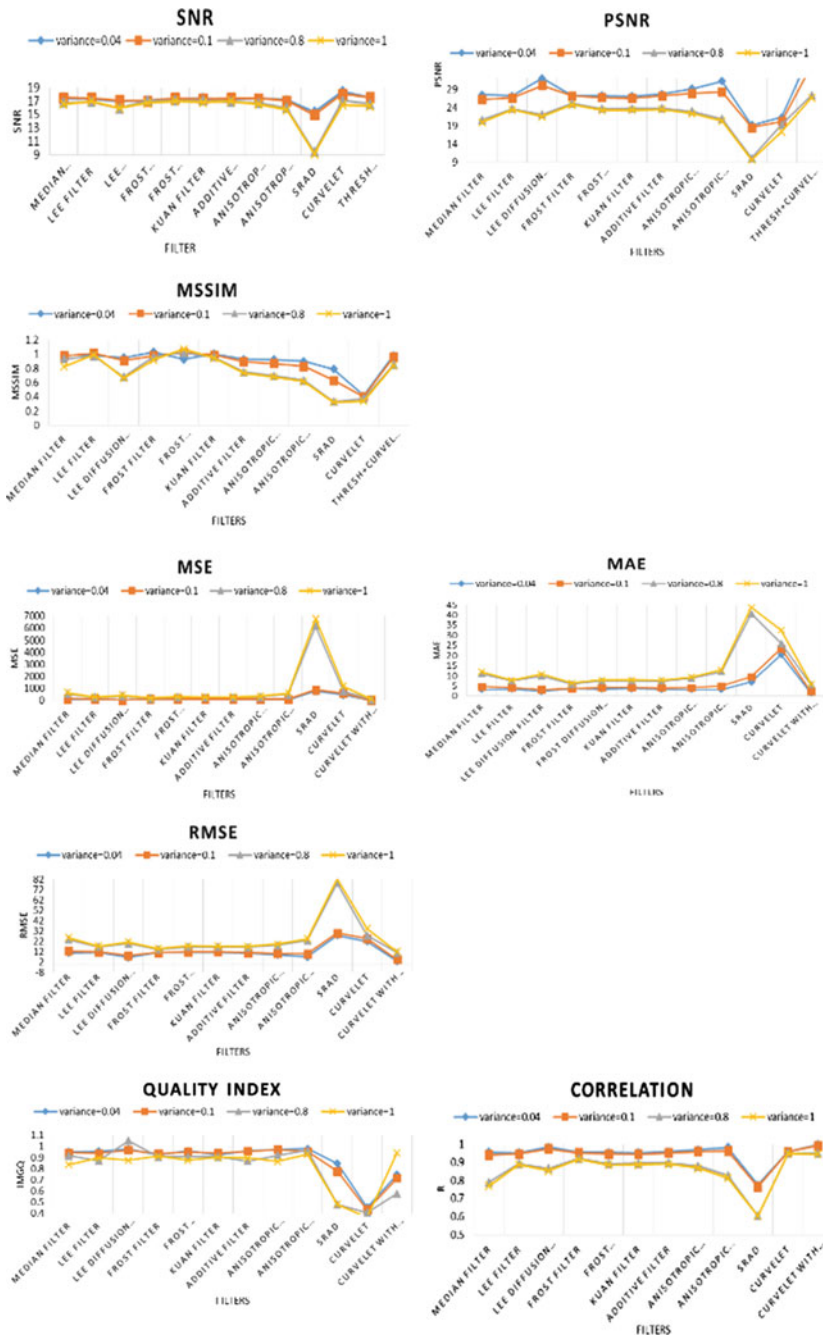 SNR
variance=0.04 variance=0.1 variance=0.8 variance=1
SNR
19
17
15
13
11
9
MEDIAN...
LEE FILTER
LEE...
FROST...
FROST...
KUAN FILTER
ADDITIVE...
ANISOTROP...
ANISOTROP...
SRAD
CURVELET
THRESH...
FILTER
PSNR
variance=0.04 variance=0.1 variance=0.8 variance=1
PSNR
29
24
19
14
9
MEDIAN FILTER
LEE FILTER
LEE DIFFUSION...
FROST FILTER
FROST...
KUAN FILTER
ADDITIVE FILTER
ANISOTROPIC...
ANISOTROPIC...
SRAD
CURVELET
THRESH+CURVEL...
FILTERS
MSSIM
variance=0.04 variance=0.1 variance=0.8 variance=1
MSSIM
1.2
1
0.8
0.6
0.4
0.2
0
MEDIAN FILTER
LEE FILTER
LEE DIFFUSION...
FROST FILTER
FROST...
KUAN FILTER
ADDITIVE FILTER
ANISOTROPIC...
ANISOTROPIC...
SRAD
CURVELET
THRESH+CURVEL...
FILTERS
MSE
variance=0.04 variance=0.1 variance=0.8 variance=1
MSE
7000
6000
5000
4000
3000
2000
1000
0
MEDIAN FILTER
LEE FILTER
LEE DIFFUSION...
FROST FILTER
FROST...
KUAN FILTER
ADDITIVE FILTER
ANISOTROPIC...
ANISOTROPIC...
SRAD
CURVELET
CURVELET WITH...
FILTERS
MAE
variance=0.04 variance=0.1 variance=0.8 variance=1
MAE
45
40
35
30
25
20
15
10
5
0
MEDIAN FILTER
LEE FILTER
LEE DIFFUSION FILTER
FROST FILTER
FROST DIFFUSION...
KUAN FILTER
ADDITIVE FILTER
ANISOTROPIC...
ANISOTROPIC...
SRAD
CURVELET
CURVELET WITH...
FILTERS
RMSE
variance=0.04 variance=0.1 variance=0.8 variance=1
RMSE
82
72
62
52
42
32
22
12
2
-8
MEDIAN FILTER
LEE FILTER
LEE DIFFUSION...
FROST FILTER
FROST...
KUAN FILTER
ADDITIVE FILTER
ANISOTROPIC...
ANISOTROPIC...
SRAD
CURVELET
CURVELET WITH...
FILTERS
QUALITY INDEX
variance=0.04 variance=0.1 variance=0.8 variance=1
IMGQ
1.1
1
0.9
0.8
0.7
0.6
0.5
0.4
MEDIAN FILTER
LEE FILTER
LEE DIFFUSION...
FROST FILTER
FROST...
KUAN FILTER
ADDITIVE FILTER
ANISOTROPIC...
ANISOTROPIC...
SRAD
CURVELET
CURVELET WITH...
FILTERS
CORRELATION
variance=0.04 variance=0.1 variance=0.8 variance=1
R
1
0.9
0.8
0.7
0.6
0.5
MEDIAN FILTER
LEE FILTER
LEE DIFFUSION...
FROST FILTER
FROST...
KUAN FILTER
ADDITIVE FILTER
ANISOTROPIC...
ANISOTROPIC...
SRAD
CURVELET
CURVELET WITH...
FILTERS